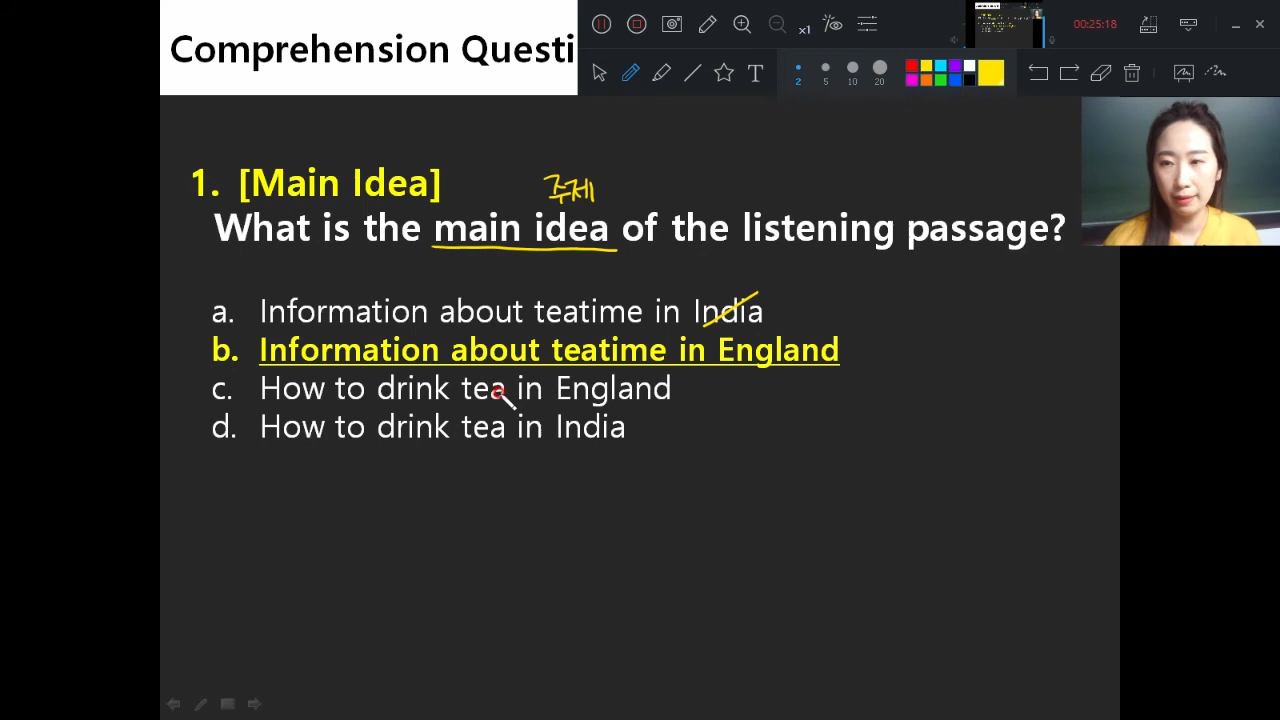 Comprehension Questi
x1
00:25:18
T
2
5
10
20
1. [Main Idea]
주제
What is the main idea of the listening passage?
a. Information about teatime in India
b. Information about teatime in England
c. How to drink tea in England
d. How to drink tea in India